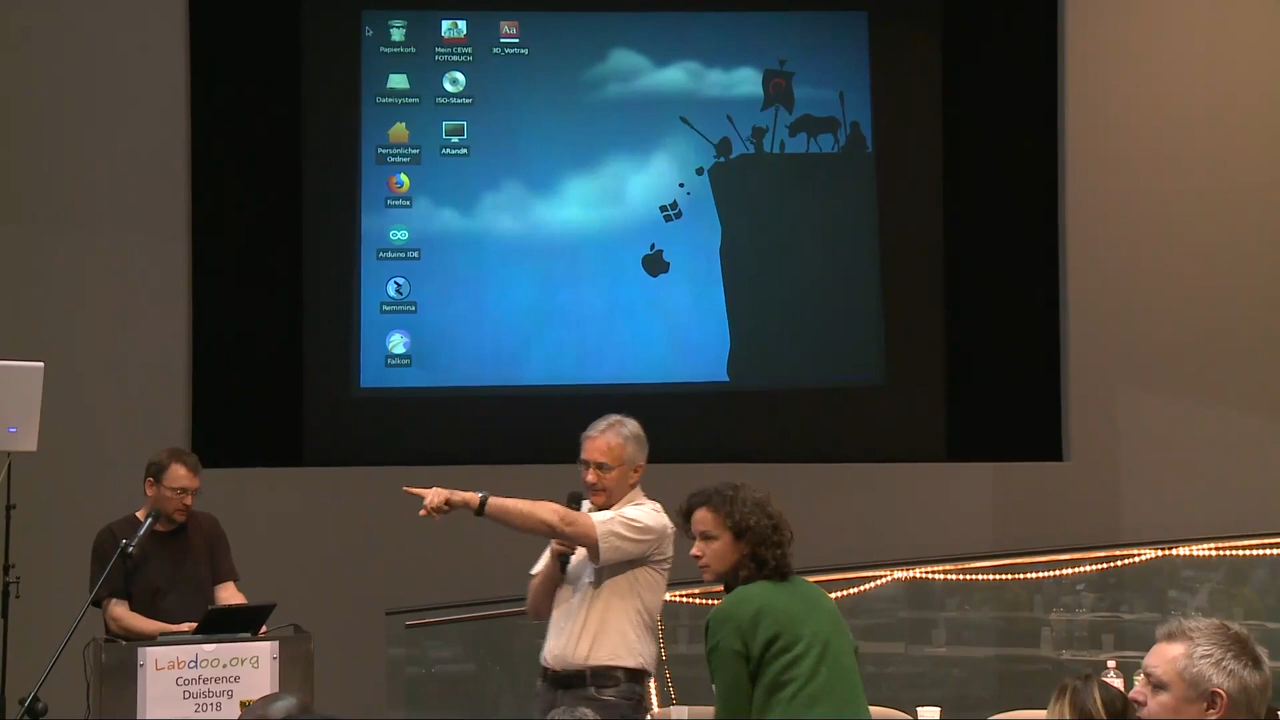 Papierkorb
Mein CEWE
FOTOBUCH
Aa
3D_Vortrag
Dateisystem
ISO-Starter
Persönlicher
Ordner
ARandR
Firefox
Arduino IDE
Remmina
Falkon
Labdoo.org
Conference
Duisburg
2018